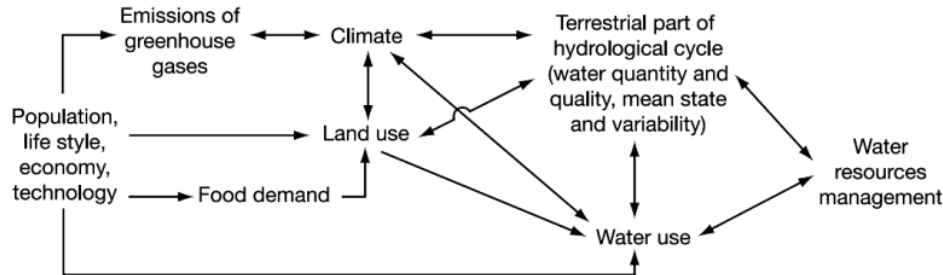 Emissions of
greenhouse
gases
Climate
Terrestrial part of
hydrological cycle
(water quantity and
quality, mean state
and variability)
Population,
life style,
economy,
technology
Land use
Food demand
Water
resources
management
Water use